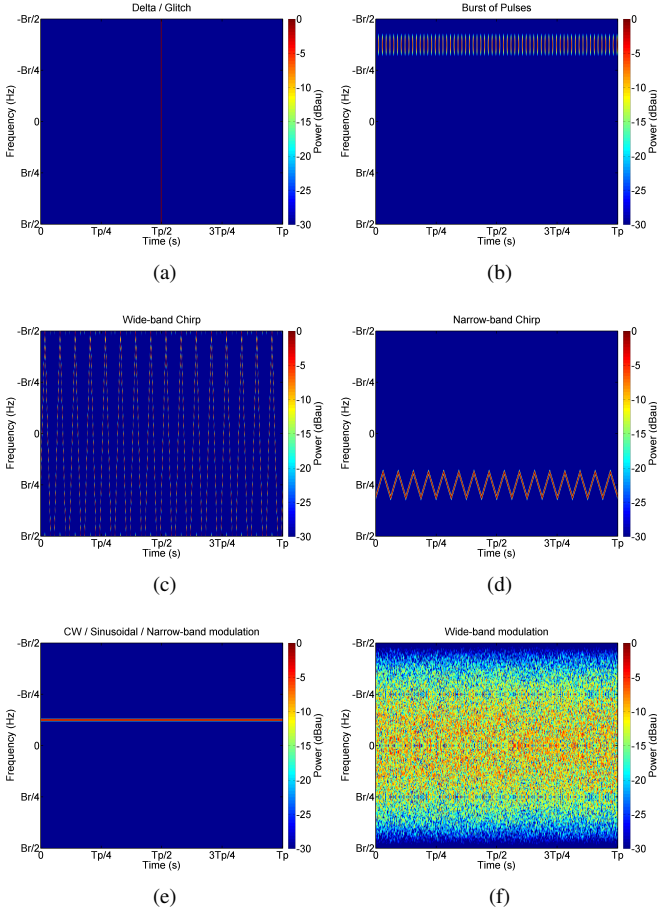 Delta / Glitch
-Br/2
-Br/4
0
Br/4
Br/2
Frequency (Hz)
0 Tp/4 Tp/2 3Tp/4 Tp
Time (s)
0
-5
-10
-15
-20
-25
-30
Power (dBau)
(a)
Burst of Pulses
-Br/2
-Br/4
0
Br/4
Br/2
Frequency (Hz)
0 Tp/4 Tp/2 3Tp/4 Tp
Time (s)
0
-5
-10
-15
-20
-25
-30
Power (dBau)
(b)
Wide-band Chirp
-Br/2
-Br/4
0
Br/4
Br/2
Frequency (Hz)
0 Tp/4 Tp/2 3Tp/4 Tp
Time (s)
0
-5
-10
-15
-20
-25
-30
Power (dBau)
(c)
Narrow-band Chirp
-Br/2
-Br/4
0
Br/4
Br/2
Frequency (Hz)
0 Tp/4 Tp/2 3Tp/4 Tp
Time (s)
0
-5
-10
-15
-20
-25
-30
Power (dBau)
(d)
CW / Sinusoidal / Narrow-band modulation
-Br/2
-Br/4
0
Br/4
Br/2
Frequency (Hz)
0 Tp/4 Tp/2 3Tp/4 Tp
Time (s)
0
-5
-10
-15
-20
-25
-30
Power (dBau)
(e)
Wide-band modulation
-Br/2
-Br/4
0
Br/4
Br/2
Frequency (Hz)
0 Tp/4 Tp/2 3Tp/4 Tp
Time (s)
0
-5
-10
-15
-20
-25
-30
Power (dBau)
(f)